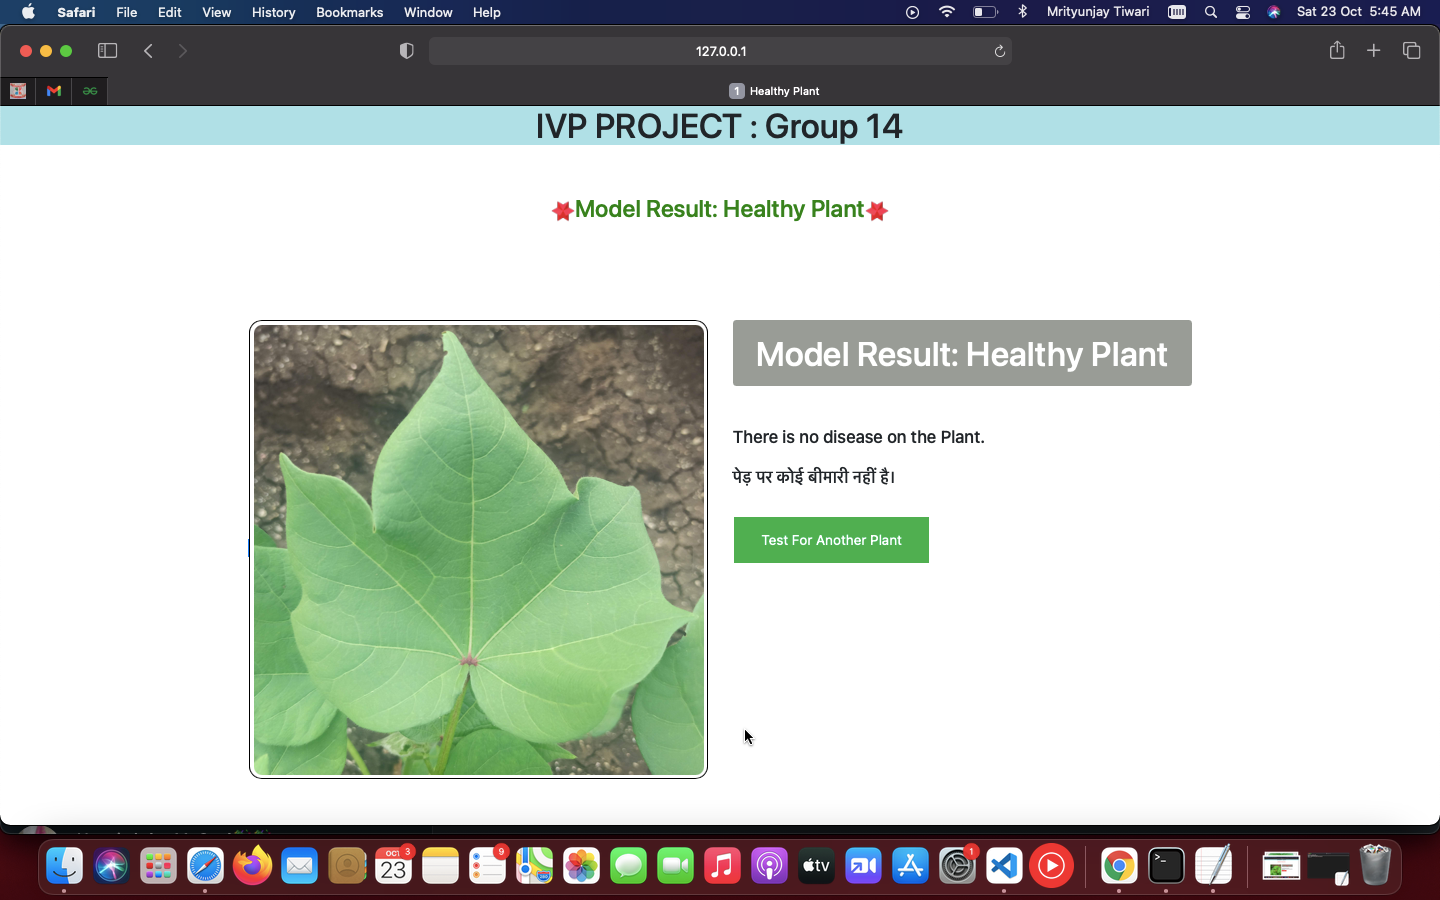 Safari File Edit View History Bookmarks Window Help Mrityunjay Tiwari Sat 23 Oct 5:45 AM
127.0.0.1
1 Healthy Plant
IVP PROJECT : Group 14
Model Result: Healthy Plant
Model Result: Healthy Plant
There is no disease on the Plant.
पेड़ पर कोई बीमारी नहीं है।
Test For Another Plant
OCT 3
23
9
tv
1
>_